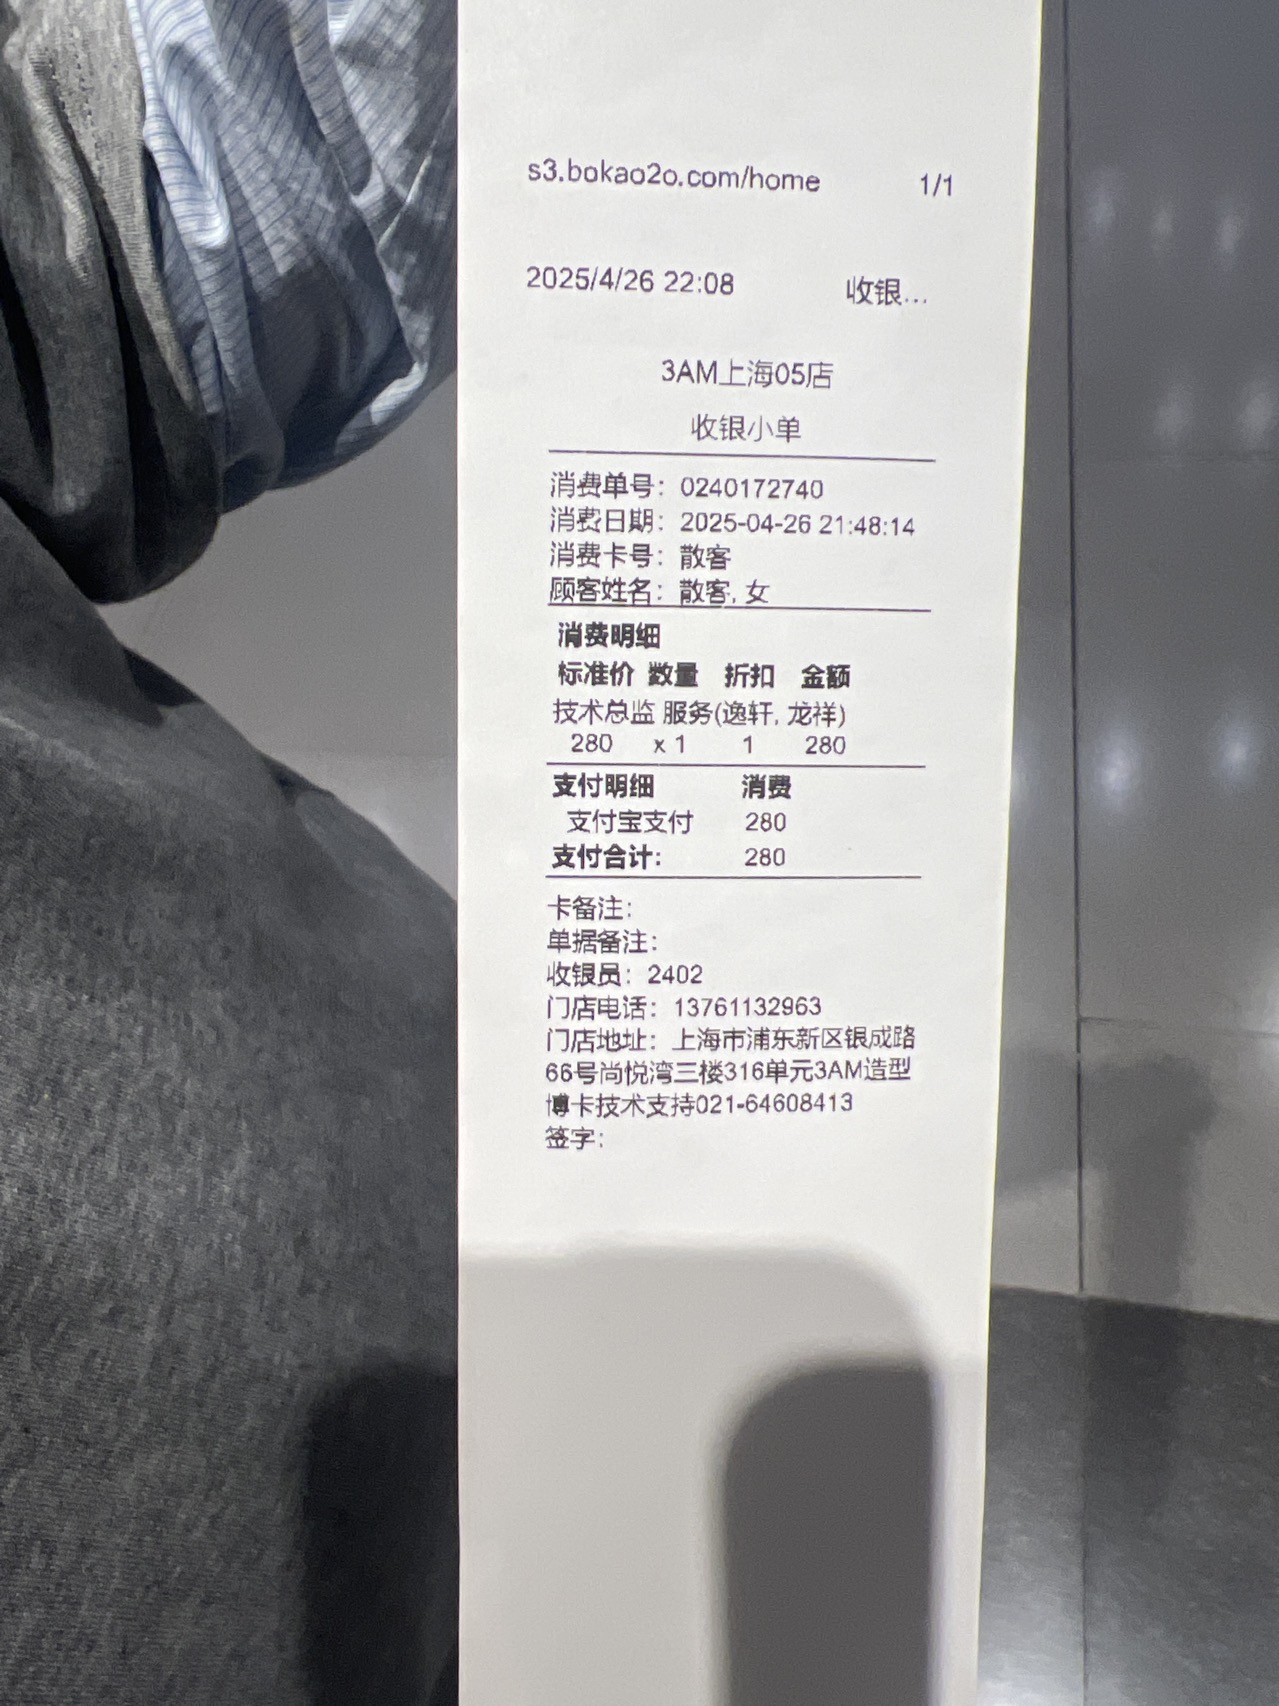 s3.bokao2o.com/home 1/1
2025/4/26 22:08 收银...
3AM上海05店
收银小单
消费单号：0240172740
消费日期：2025-04-26 21:48:14
消费卡号：散客
顾客姓名：散客, 女
消费明细
标准价 数量 折扣 金额
技术总监 服务(逸轩, 龙祥)
280 x 1 1 280
支付明细 消费
支付宝支付 280
支付合计： 280
卡备注：
单据备注：
收银员：2402
门店电话：13761132963
门店地址：上海市浦东新区银成路
66号尚悦湾三楼316单元3AM造型
博卡技术支持021-64608413
签字：